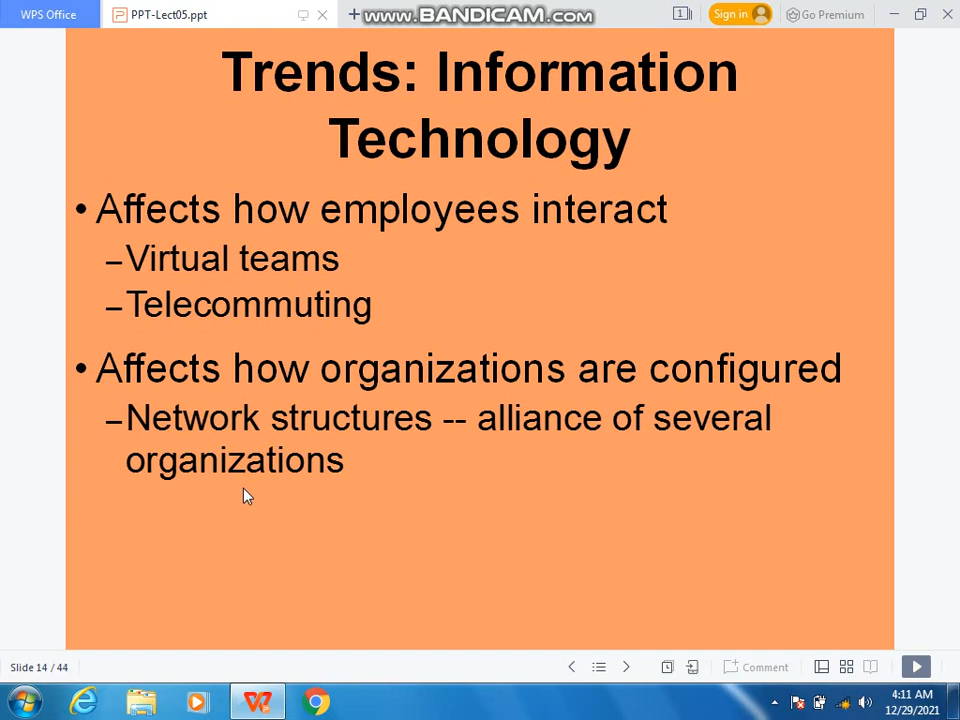 WPS Office
PPT-Lect05.ppt
www.BANDICAM.com
1
Sign in
Go Premium
Trends: Information
Technology
• Affects how employees interact
–Virtual teams
–Telecommuting
• Affects how organizations are configured
–Network structures -- alliance of several
organizations
Slide 14 / 44
Comment
4:11 AM
12/29/2021